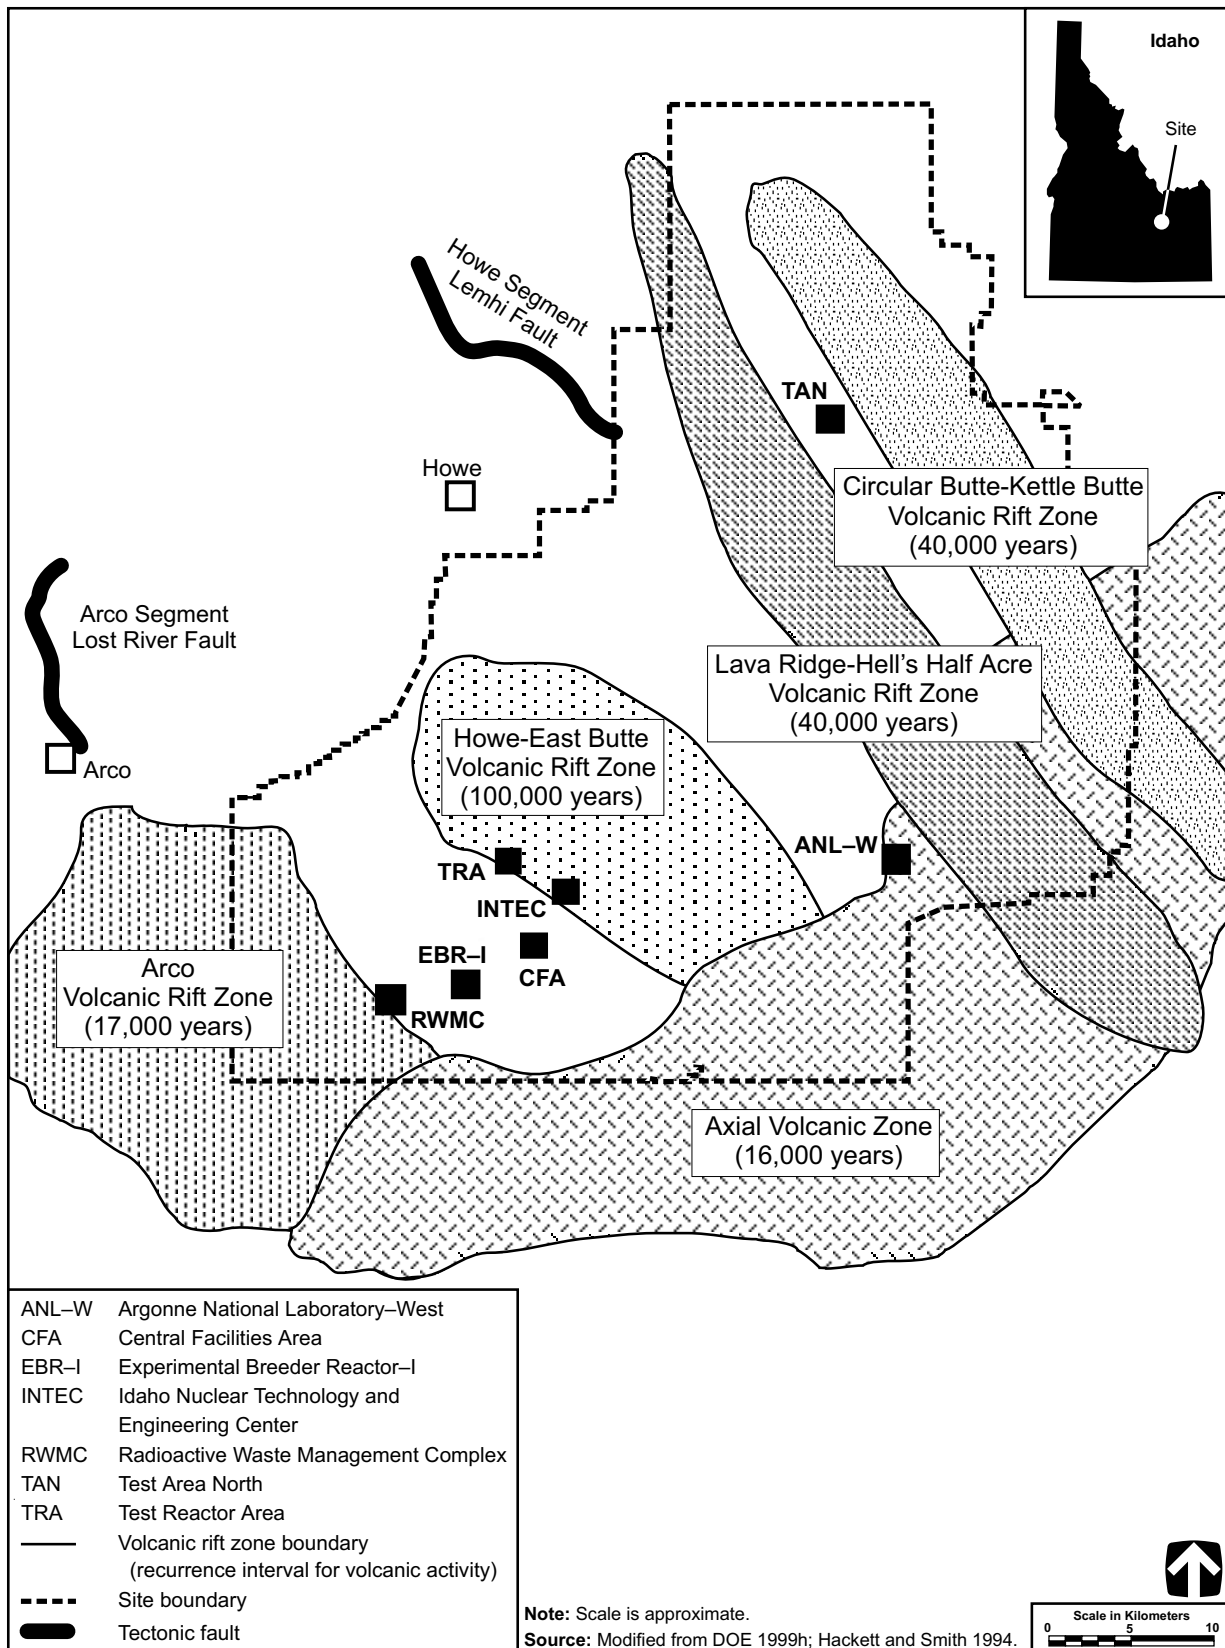 Idaho
Site
Howe Segment
Lemhi Fault
TAN
Howe
Circular Butte-Kettle Butte
Volcanic Rift Zone
(40,000 years)
Arco Segment
Lost River Fault
Lava Ridge-Hell's Half Acre
Volcanic Rift Zone
(40,000 years)
Howe-East Butte
Volcanic Rift Zone
(100,000 years)
Arco
ANL–W
TRA
INTEC
EBR–I
CFA
RWMC
Arco
Volcanic Rift Zone
(17,000 years)
Axial Volcanic Zone
(16,000 years)
ANL–W Argonne National Laboratory–West
CFA Central Facilities Area
EBR–I Experimental Breeder Reactor–I
INTEC Idaho Nuclear Technology and
Engineering Center
RWMC Radioactive Waste Management Complex
TAN Test Area North
TRA Test Reactor Area
Volcanic rift zone boundary
(recurrence interval for volcanic activity)
Site boundary
Tectonic fault
Note: Scale is approximate.
Source: Modified from DOE 1999h; Hackett and Smith 1994.
Scale in Kilometers
0 5 10